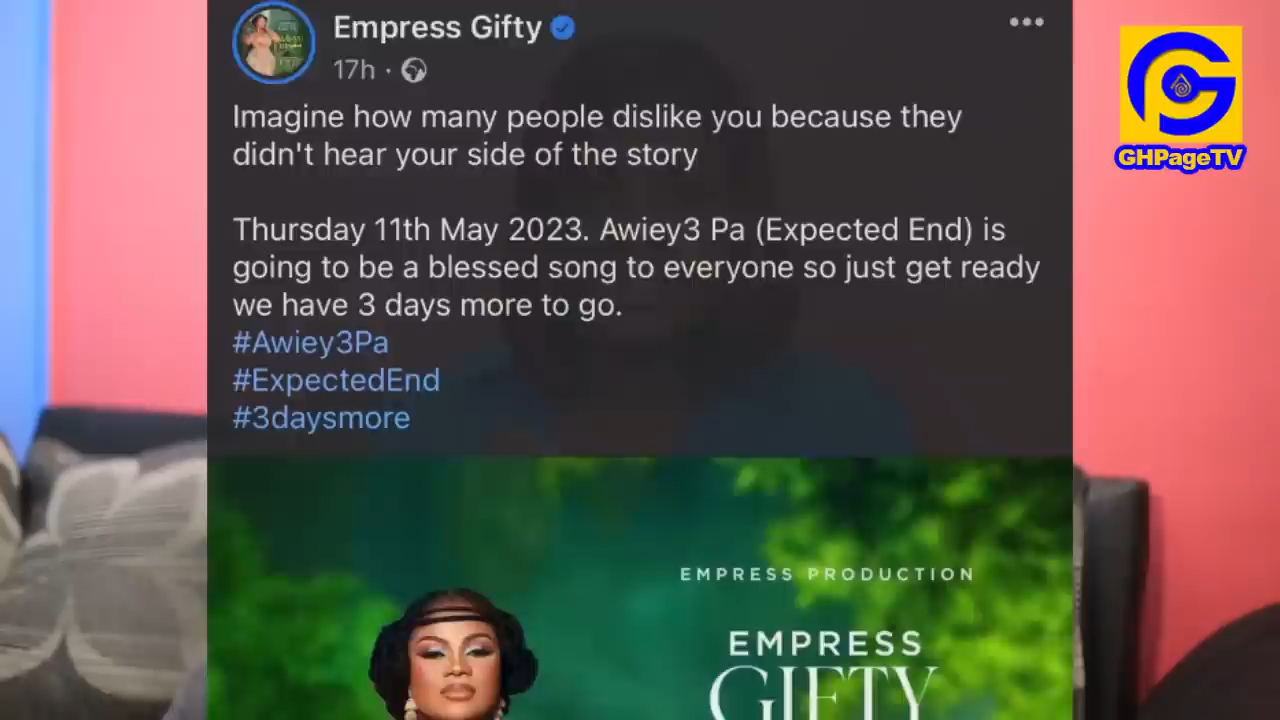 Empress Gifty
17h ·
Imagine how many people dislike you because they
didn't hear your side of the story
Thursday 11th May 2023. Awiey3 Pa (Expected End) is
going to be a blessed song to everyone so just get ready
we have 3 days more to go.
#Awiey3Pa
#ExpectedEnd
#3daysmore
EMPRESS PRODUCTION
EMPRESS
GIFTY
GHPageTV